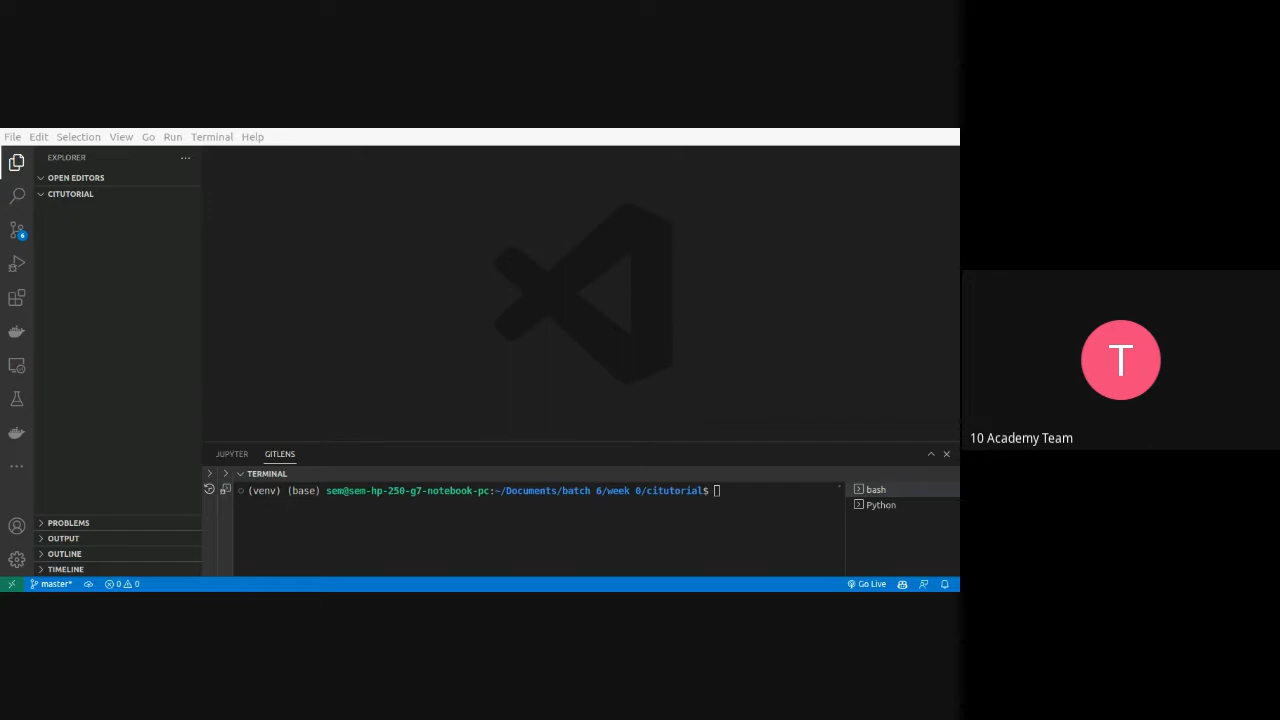 File Edit Selection View Go Run Terminal Help
EXPLORER
OPEN EDITORS
CITUTORIAL
6
T
10 Academy Team
JUPYTER GITLENS
TERMINAL
(venv) (base) sem@sem-hp-250-g7-notebook-pc:~/Documents/batch 6/week 0/citutorial$
bash
Python
PROBLEMS
OUTPUT
OUTLINE
TIMELINE
master* 0 0 Go Live